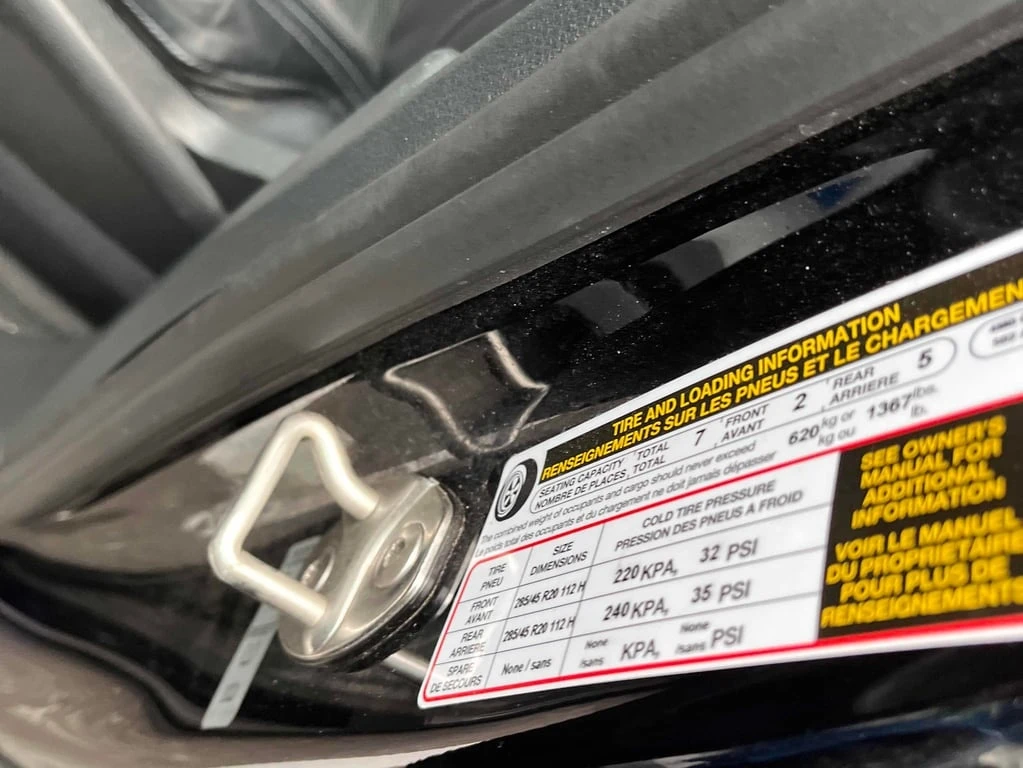 TIRE AND LOADING INFORMATION
RENSEIGNEMENTS SUR LES PNEUS ET LE CHARGEMENT
SEATING CAPACITY TOTAL 7 FRONT 2 REAR 5
NOMBRE DE PLACES TOTAL AVANT ARRIERE
The combined weight of occupants and cargo should never exceed 620 kg or 1367 lbs.
Le poids total des occupants et du chargement ne doit jamais dépasser kg ou lb.
TIRE SIZE COLD TIRE PRESSURE
PNEU DIMENSIONS PRESSION DES PNEUS A FROID
FRONT 285/45 R20 112 H 220 KPA, 32 PSI
AVANT
REAR 285/45 R20 112 H 240 KPA, 35 PSI
ARRIERE
SPARE None / sans None /sans KPA, None /sans PSI
DE SECOURS
SEE OWNER'S
MANUAL FOR
ADDITIONAL
INFORMATION
VOIR LE MANUEL
DU PROPRIETAIRE
POUR PLUS DE
RENSEIGNEMENTS